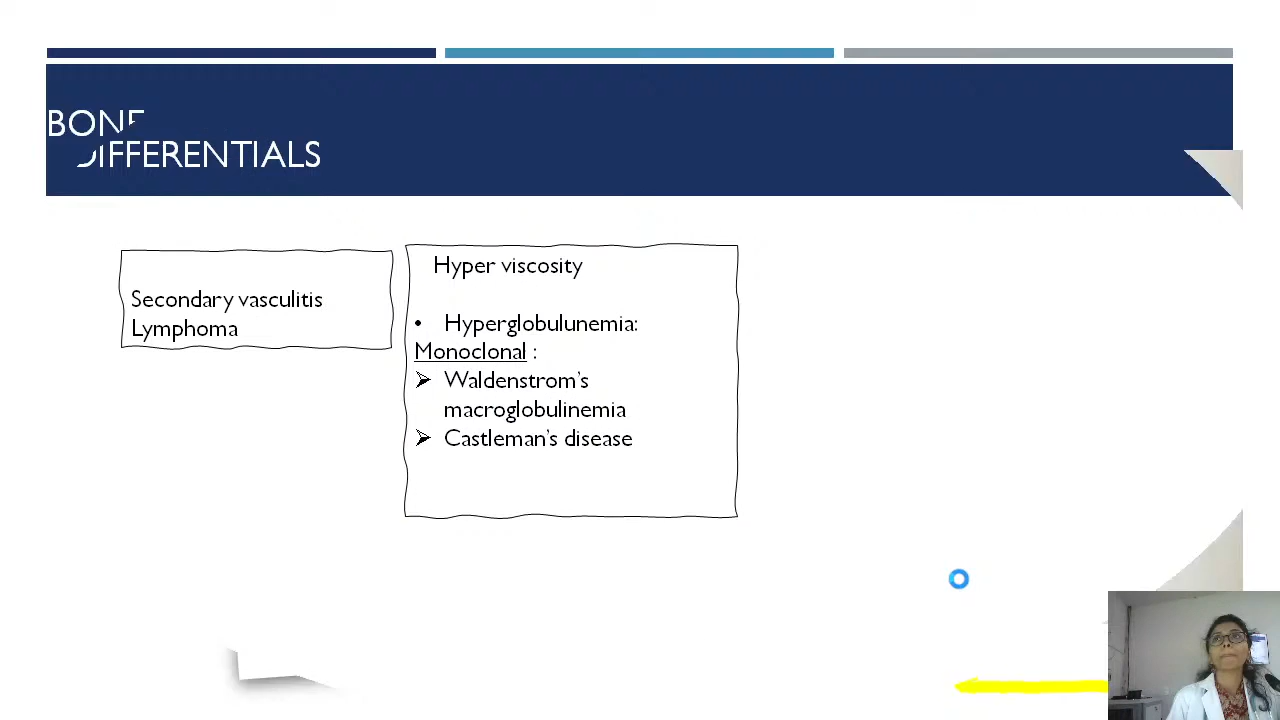 BONE
DIFFERENTIALS
Secondary vasculitis
Lymphoma
Hyper viscosity
• Hyperglobulunemia:
Monoclonal :
➢ Waldenstrom's
macroglobulinemia
➢ Castleman's disease